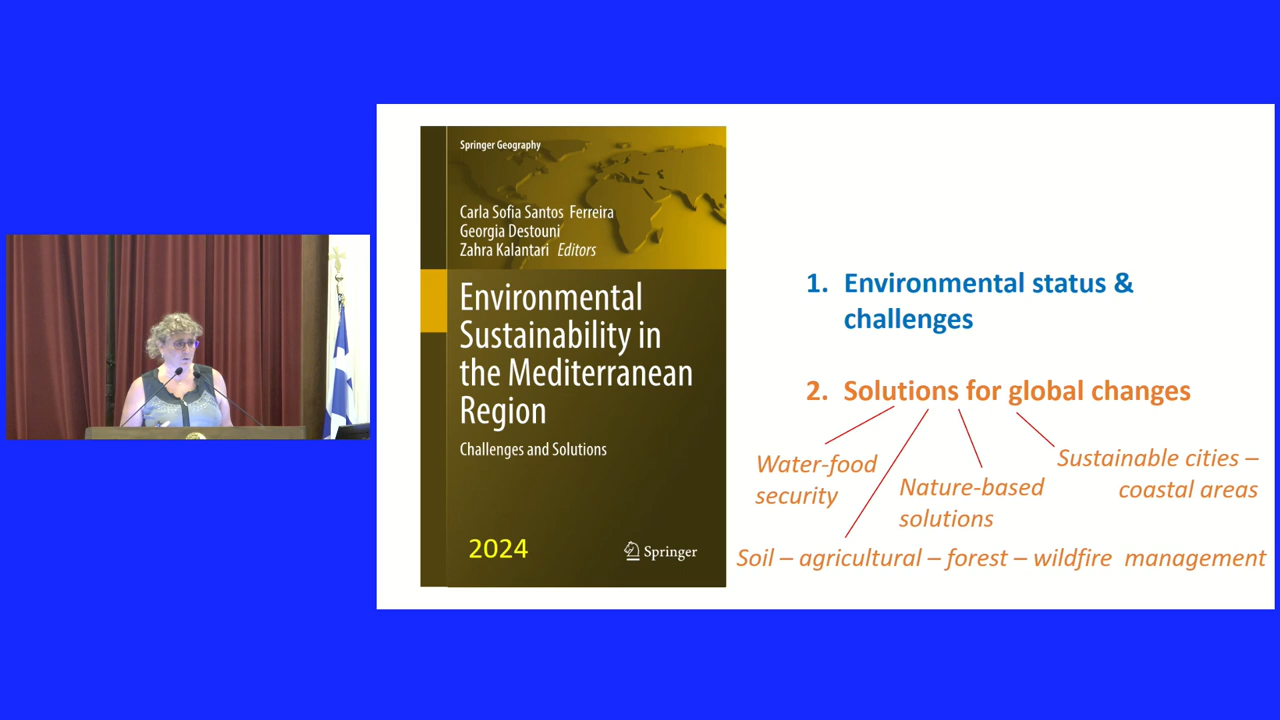 Springer Geography
Carla Sofia Santos Ferreira
Georgia Destouni
Zahra Kalantari Editors
Environmental
Sustainability in
the Mediterranean
Region
Challenges and Solutions
2024
Springer
1. Environmental status &
challenges
2. Solutions for global changes
Water-food
security
Nature-based
solutions
Sustainable cities –
coastal areas
Soil – agricultural – forest – wildfire management